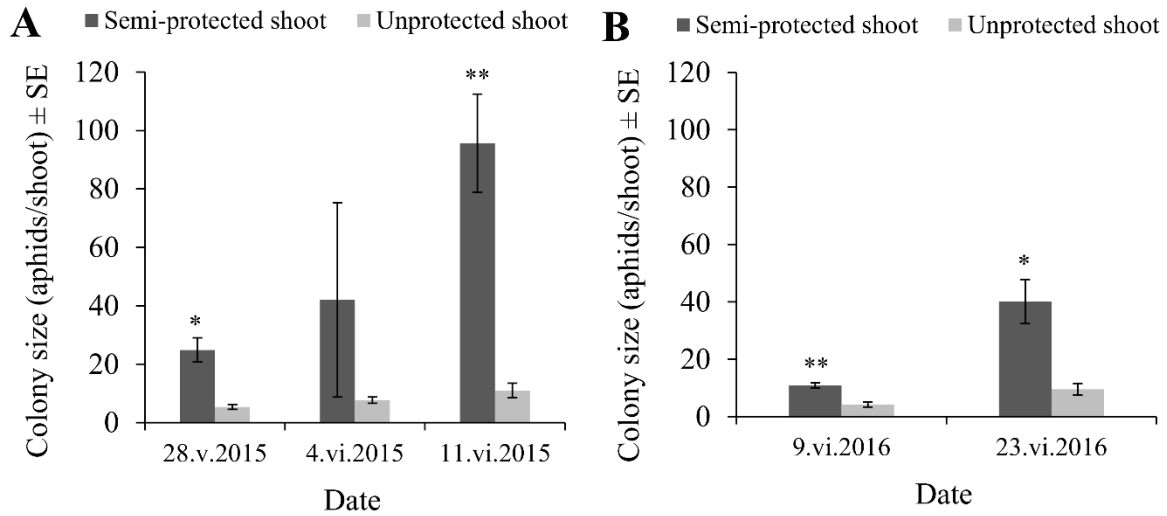 A
Semi-protected shoot
Unprotected shoot
Colony size (aphids/shoot) ± SE
120
100
80
60
40
20
0
*
**
28.v.2015
4.vi.2015
11.vi.2015
Date
B
Semi-protected shoot
Unprotected shoot
Colony size (aphids/shoot) ± SE
120
100
80
60
40
20
0
**
*
9.vi.2016
23.vi.2016
Date